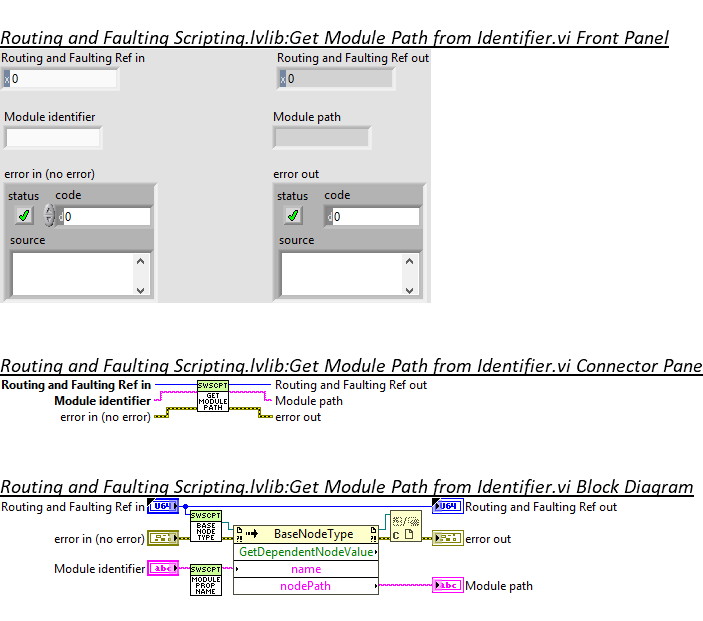 Routing and Faulting Scripting.lvlib:Get Module Path from Identifier.vi Front Panel
Routing and Faulting Ref in
Routing and Faulting Ref out
x 0
x 0
Module identifier
Module path
error in (no error)
error out
status code
status code
d 0
d 0
source
source
Routing and Faulting Scripting.lvlib:Get Module Path from Identifier.vi Connector Pane
Routing and Faulting Ref in
SWSCPT
Routing and Faulting Ref out
Module identifier
GET
MODULE
PATH
Module path
error in (no error)
error out
Routing and Faulting Scripting.lvlib:Get Module Path from Identifier.vi Block Diagram
Routing and Faulting Ref in
U64
U64
Routing and Faulting Ref out
SWSCPT
BASE
NODE
TYPE
BaseNodeType
C
error in (no error)
error out
GetDependentNodeValue
Module identifier
abc
SWSCPT
MODULE
PROP
NAME
name
nodePath
abc
Module path